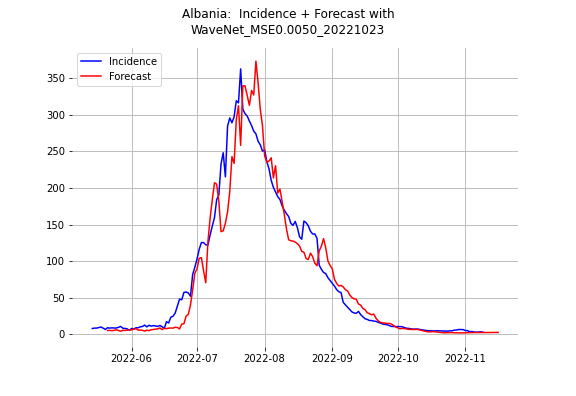 Albania:  Incidence + Forecast with
WaveNet_MSE0.0050_20221023
Incidence
Forecast
350
300
250
200
150
100
50
0
2022-06 2022-07 2022-08 2022-09 2022-10 2022-11